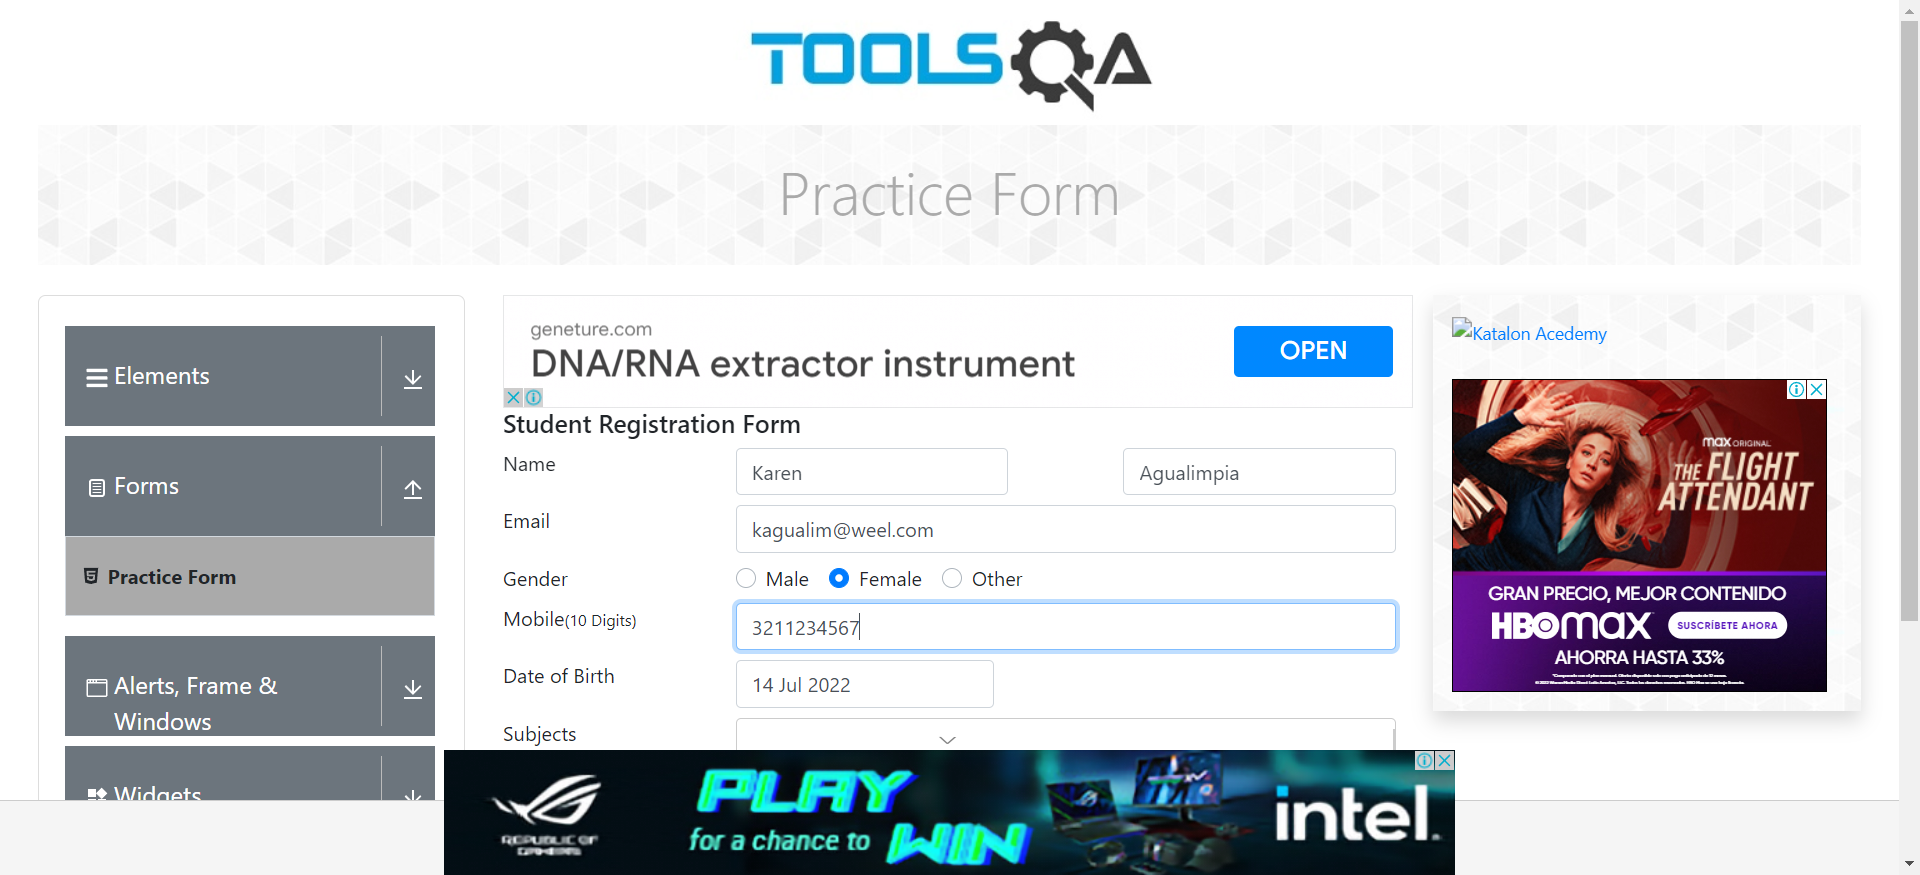 TOOLSQA
Practice Form
Elements
Forms
Practice Form
Alerts, Frame &
Windows
Widgets
geneture.com
DNA/RNA extractor instrument
OPEN
Student Registration Form
Name
Karen
Agualimpia
Email
kagualim@weel.com
Gender
Male
Female
Other
Mobile(10 Digits)
3211234567
Date of Birth
14 Jul 2022
Subjects
Katalon Acedemy
max ORIGINAL
THE FLIGHT
ATTENDANT
GRAN PRECIO, MEJOR CONTENIDO
HBOmax
SUSCRÍBETE AHORA
AHORRA HASTA 33%
REPUBLIC OF
GAMERS
PLAY
for a chance to
WIN
intel.